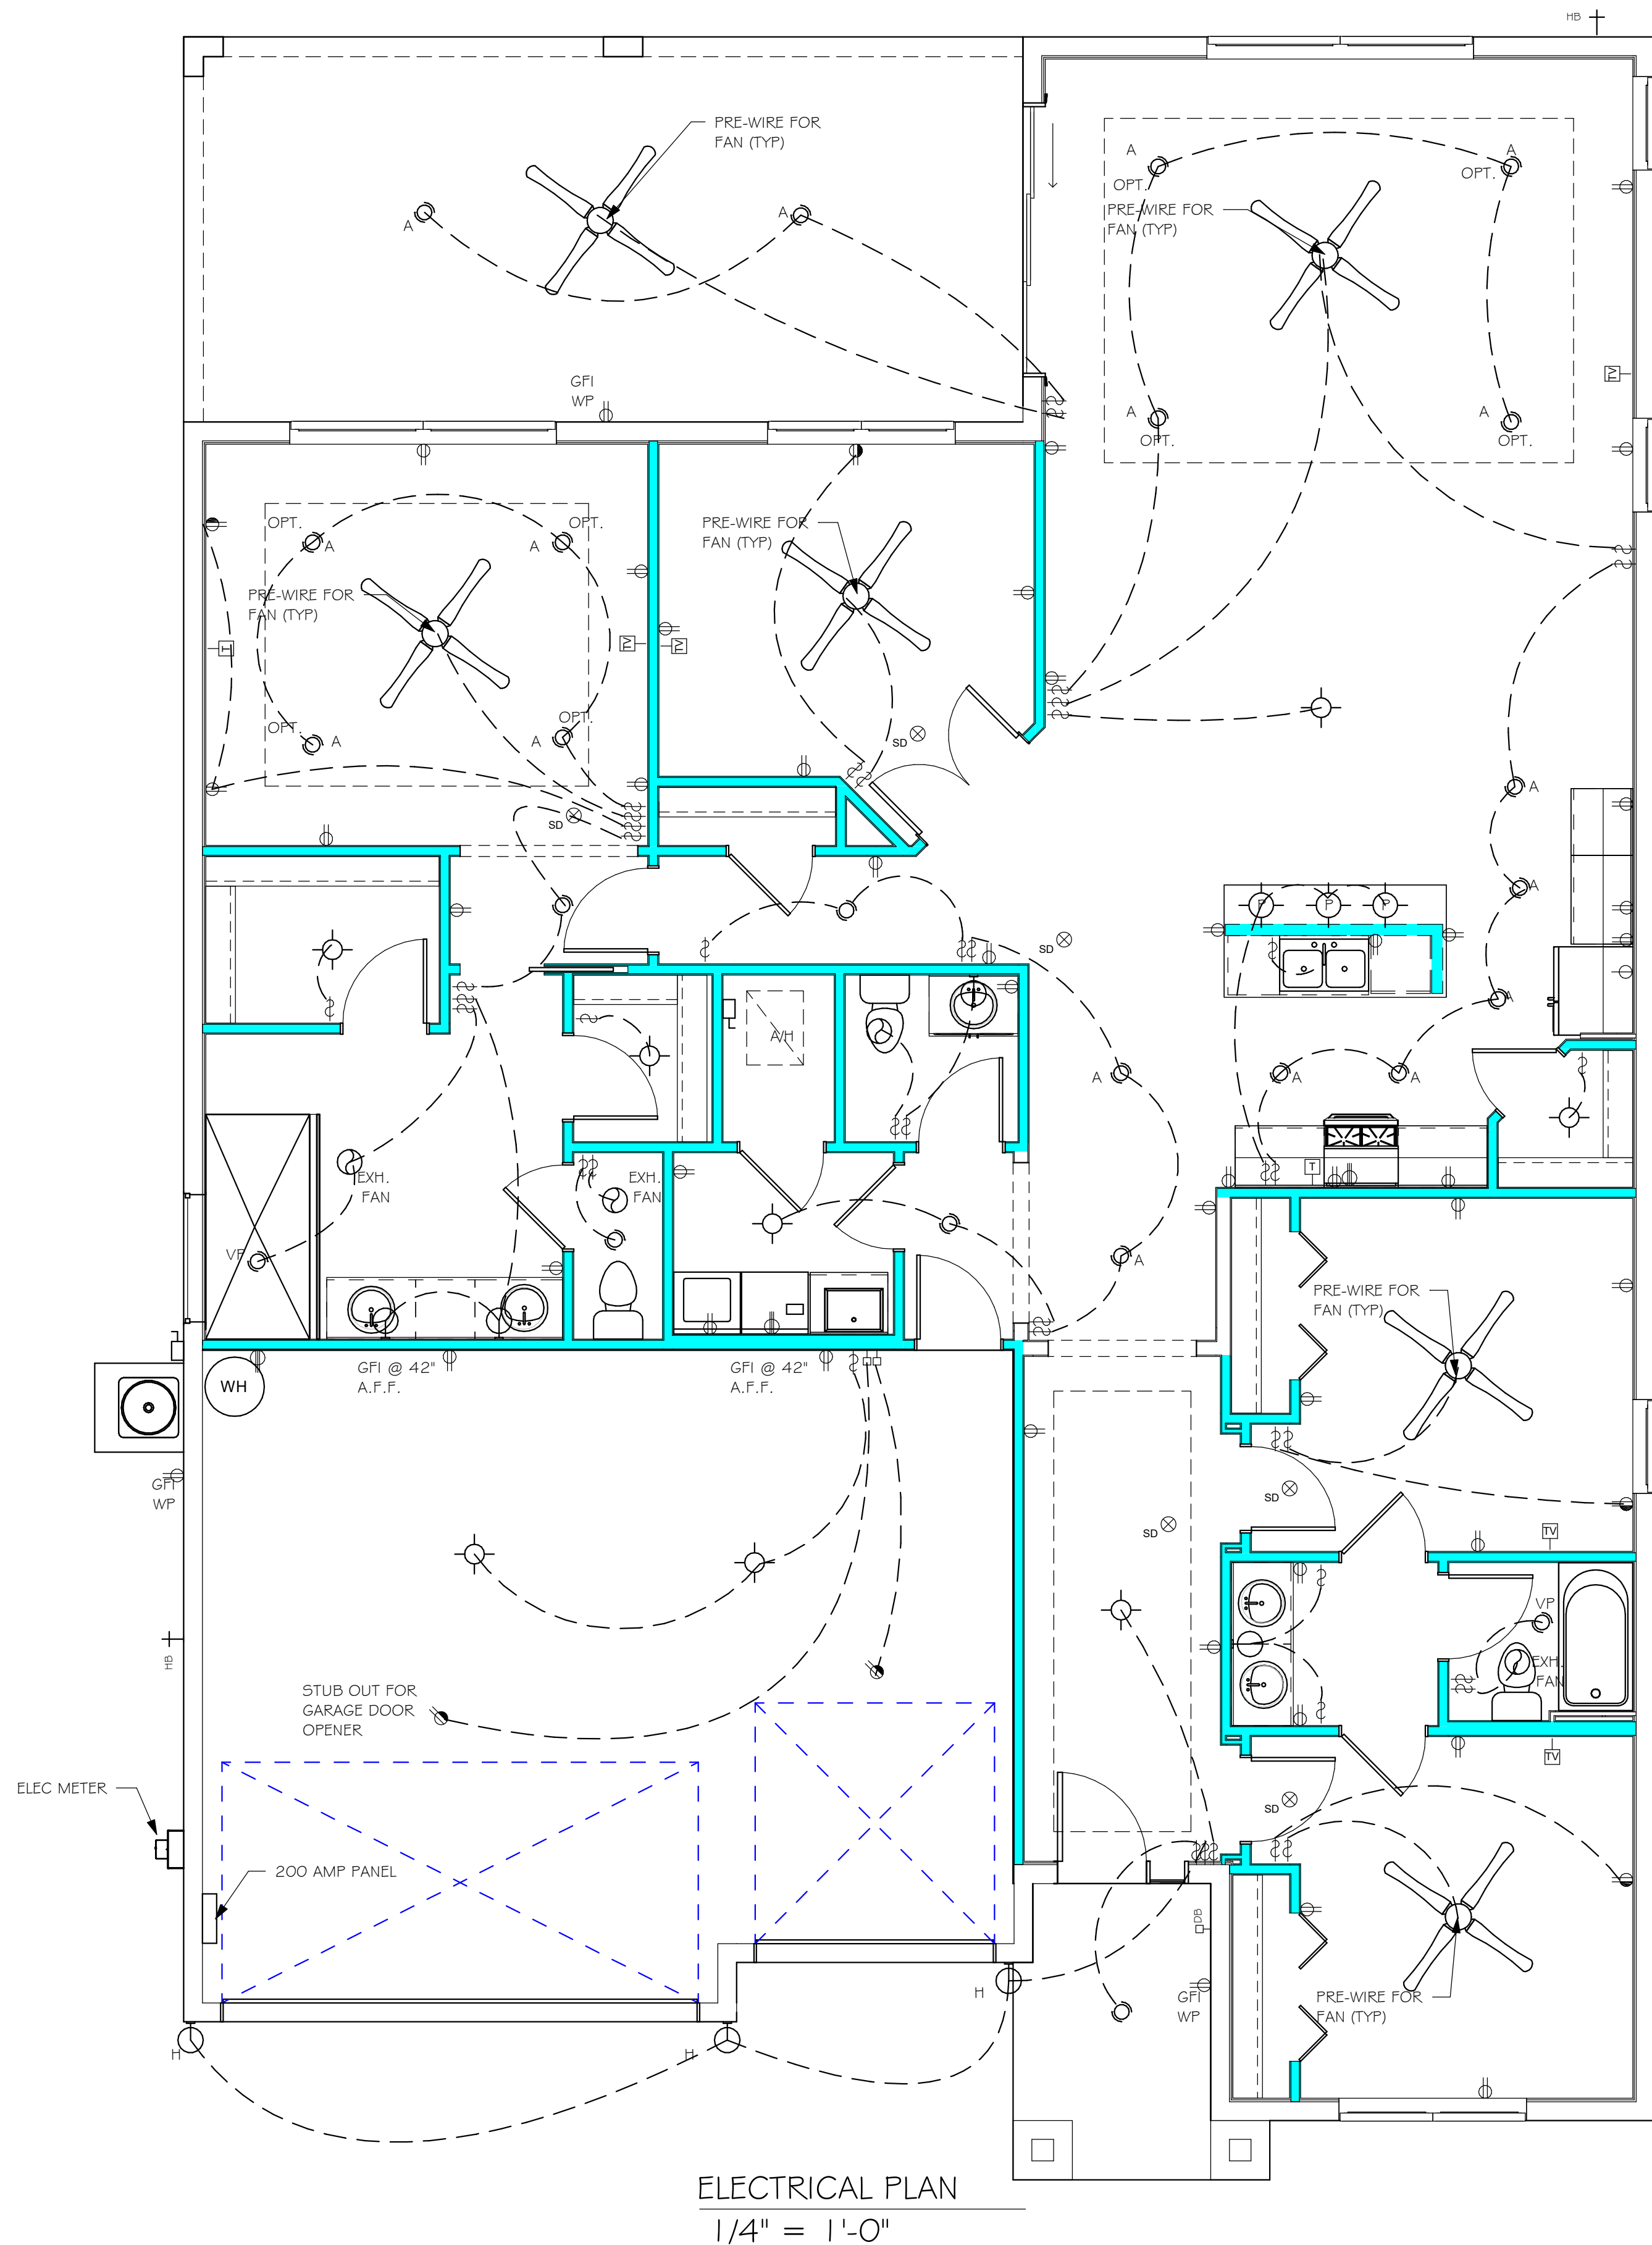 HB
PRE-WIRE FOR
FAN (TYP)
A
A
OPT.
OPT.
PRE-WIRE FOR
FAN (TYP)
A
A
TV
GFI
WP
A
A
OPT.
OPT.
OPT.
OPT.
A
A
PRE-WIRE FOR
FAN (TYP)
PRE-WIRE FOR
FAN (TYP)
T
TV
TV
OPT.
OPT.
A
A
SD
SD
A
A
P
P
P
SD
A
A/H
A
A
A
T
EXH.
FAN
EXH.
FAN
VP
A
PRE-WIRE FOR
FAN (TYP)
WH
GFI @ 42"
A.F.F.
GFI @ 42"
A.F.F.
GFI
WP
SD
SD
TV
HB
VP
EXH.
FAN
STUB OUT FOR
GARAGE DOOR
OPENER
TV
ELEC METER
SD
200 AMP PANEL
DB
H
GFI
WP
PRE-WIRE FOR
FAN (TYP)
H
H
ELECTRICAL PLAN
1/4" = 1'-0"